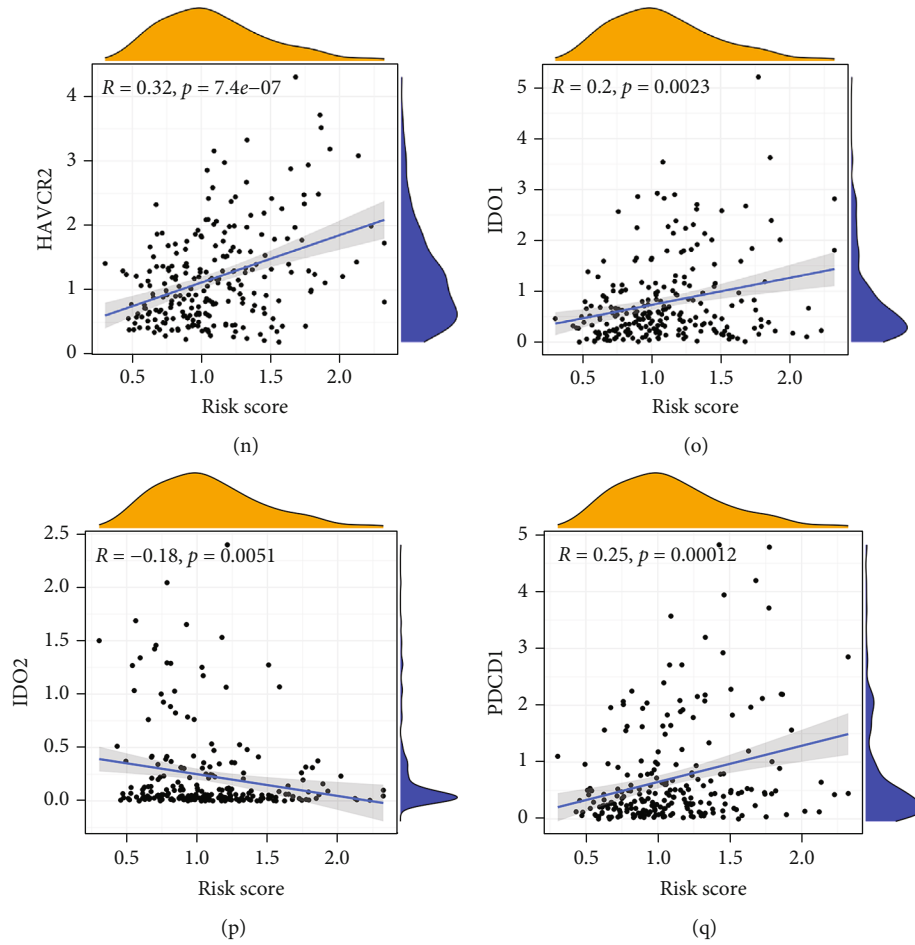 R = 0.32, p = 7.4e−07
HAVCR2
4
3
2
1
0
0.5 1.0 1.5 2.0
Risk score
(n)
R = 0.2, p = 0.0023
IDO1
5
4
3
2
1
0
0.5 1.0 1.5 2.0
Risk score
(o)
R = −0.18, p = 0.0051
IDO2
2.5
2.0
1.5
1.0
0.5
0.0
0.5 1.0 1.5 2.0
Risk score
(p)
R = 0.25, p = 0.00012
PDCD1
5
4
3
2
1
0
0.5 1.0 1.5 2.0
Risk score
(q)